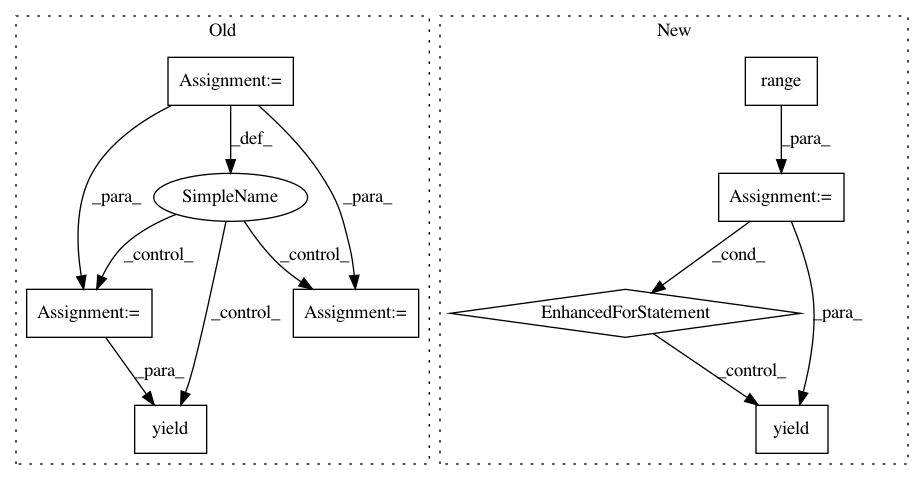 Old
New
Assignment:=
range
_def_
_para_
_para_
_para_
SimpleName
Assignment:=
_control_
_control_
_cond_
Assignment:=
Assignment:=
_control_
EnhancedForStatement
_para_
_para_
_control_
yield
yield